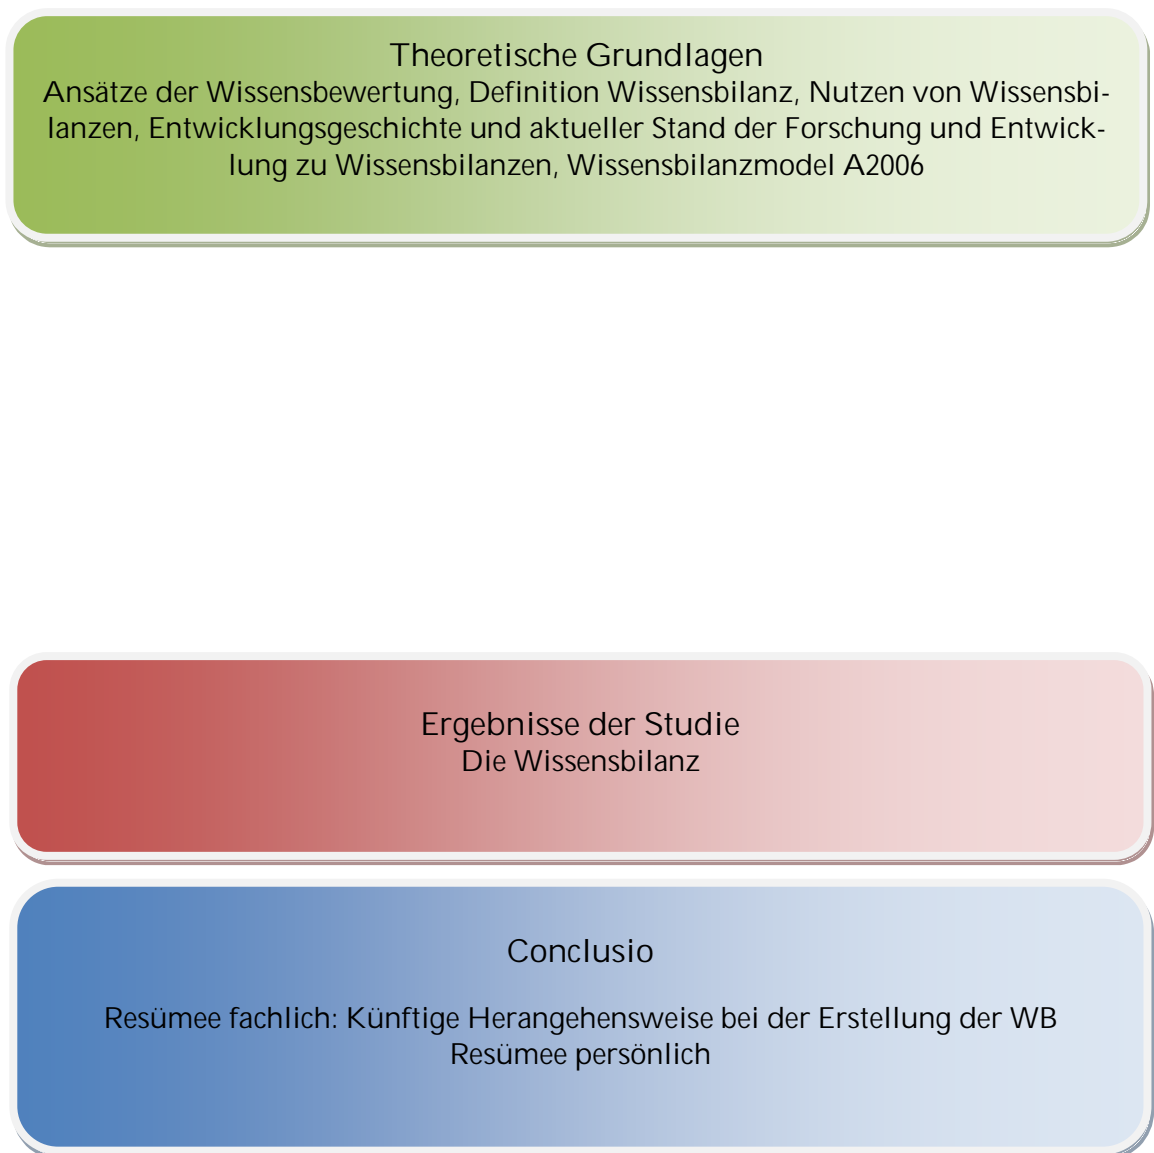 Theoretische Grundlagen
Ansätze der Wissensbewertung, Definition Wissensbilanz, Nutzen von Wissensbi-
lanzen, Entwicklungsgeschichte und aktueller Stand der Forschung und Entwick-
lung zu Wissensbilanzen, Wissensbilanzmodel A2006
Ergebnisse der Studie
Die Wissensbilanz
Conclusio
Resümee fachlich: Künftige Herangehensweise bei der Erstellung der WB
Resümee persönlich